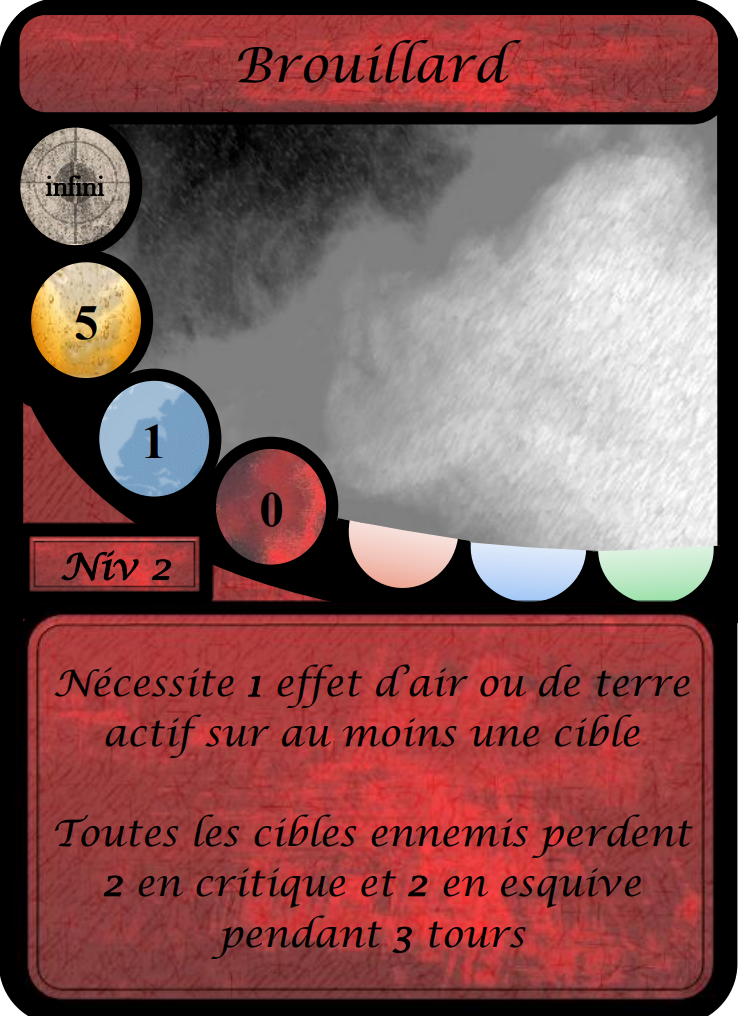 Brouillard
infini
5
1
0
Niv 2
Nécessite 1 effet d'air ou de terre
actif sur au moins une cible
Toutes les cibles ennemis perdent
2 en critique et 2 en esquive
pendant 3 tours